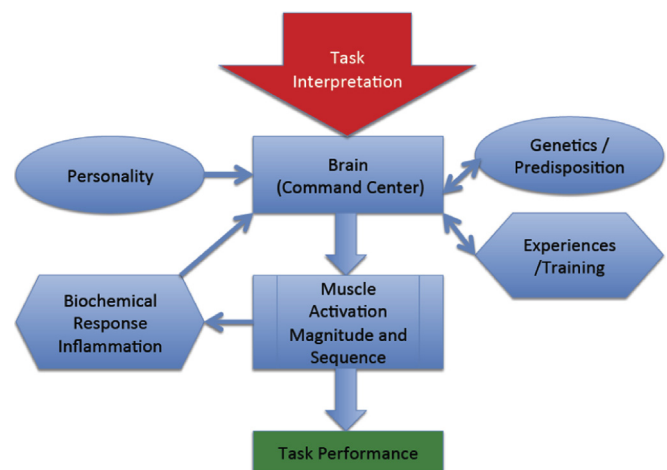 Task
Interpretation
Personality
Brain
(Command Center)
Genetics /
Predisposition
Experiences
/Training
Biochemical
Response
Inflammation
Muscle
Activation
Magnitude and
Sequence
Task Performance